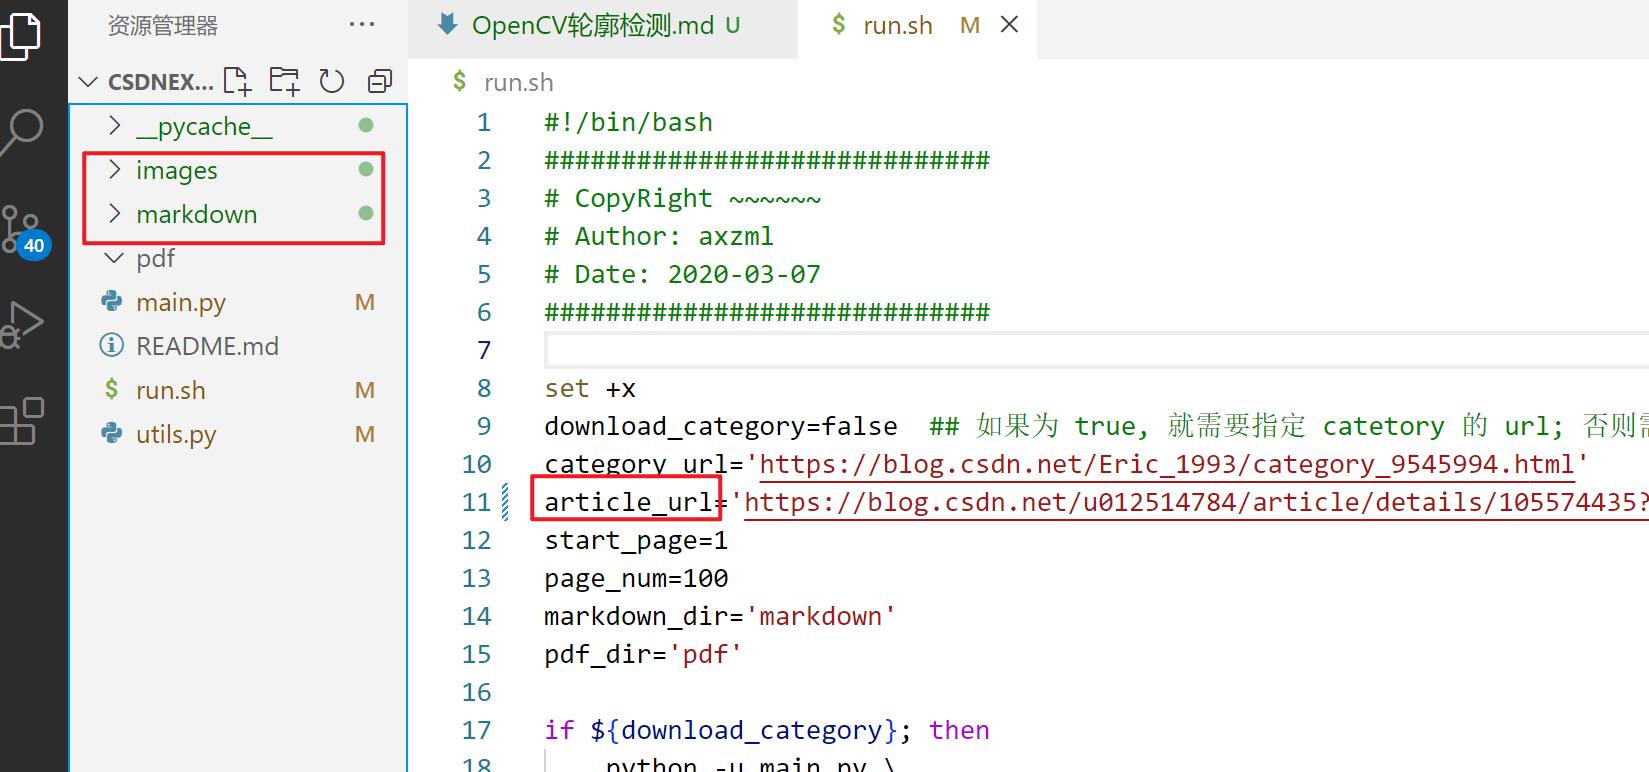 资源管理器 ···
OpenCV轮廓检测.md U
$ run.sh M
CSDNEX...
$ run.sh
__pycache__
images
markdown
pdf
main.py M
README.md
$ run.sh M
utils.py M
40
1 #!/bin/bash
2 #############################
3 # CopyRight ~~~~~~
4 # Author: axzml
5 # Date: 2020-03-07
6 #############################
7
8 set +x
9 download_category=false ## 如果为 true, 就需要指定 catetory 的 url; 否则需
10 category_url='https://blog.csdn.net/Eric_1993/category_9545994.html'
11 article_url='https://blog.csdn.net/u012514784/article/details/105574435?
12 start_page=1
13 page_num=100
14 markdown_dir='markdown'
15 pdf_dir='pdf'
16
17 if ${download_category}; then
18 python -u main.py \